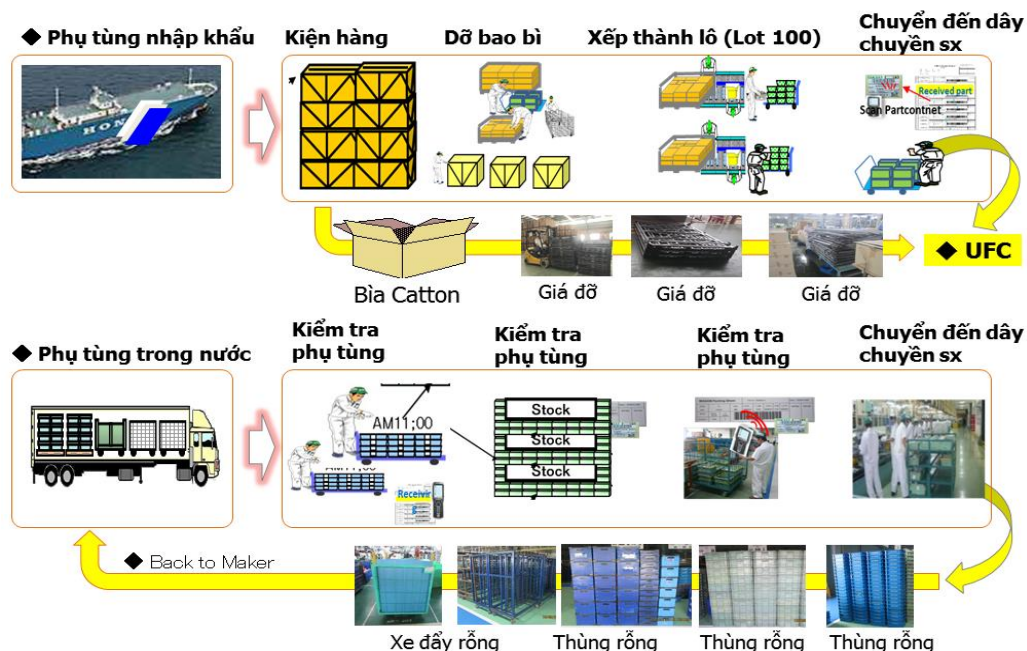 ◆ Phụ tùng nhập khẩu
Kiện hàng
Dỡ bao bì
Xếp thành lô (Lot 100)
Chuyển đến dây
chuyền sx
HON
Received part
Scan Partcontnet
◆ UFC
Bìa Catton
Giá đỡ
Giá đỡ
Giá đỡ
◆ Phụ tùng trong nước
Kiểm tra
phụ tùng
Kiểm tra
phụ tùng
Kiểm tra
phụ tùng
Chuyển đến dây
chuyền sx
AM11;00
Receivir
Stock
Stock
Stock
◆ Back to Maker
Xe đẩy rỗng
Thùng rỗng
Thùng rỗng
Thùng rỗng